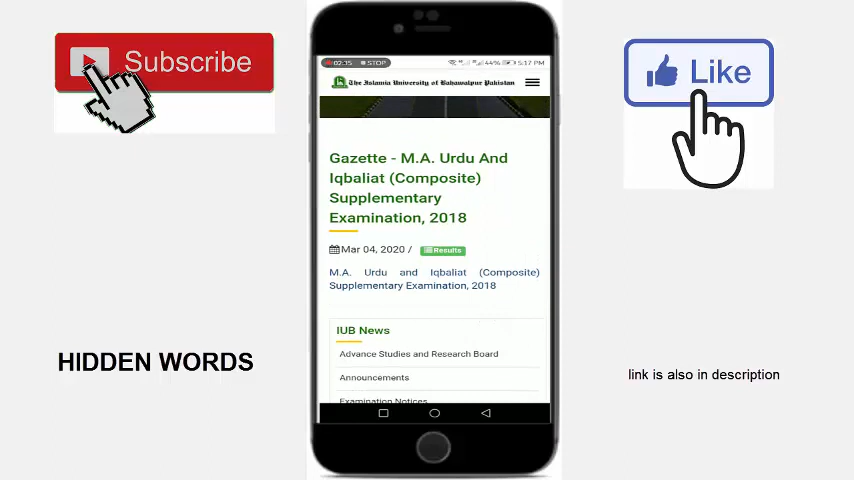 Subscribe
Like
02:15 STOP 44% 5:17 PM
The Islamia University of Bahawalpur Pakistan
Gazette - M.A. Urdu And
Iqbaliat (Composite)
Supplementary
Examination, 2018
Mar 04, 2020 / Results
M.A. Urdu and Iqbaliat (Composite)
Supplementary Examination, 2018
IUB News
Advance Studies and Research Board
Announcements
Examination Notices
HIDDEN WORDS
link is also in description